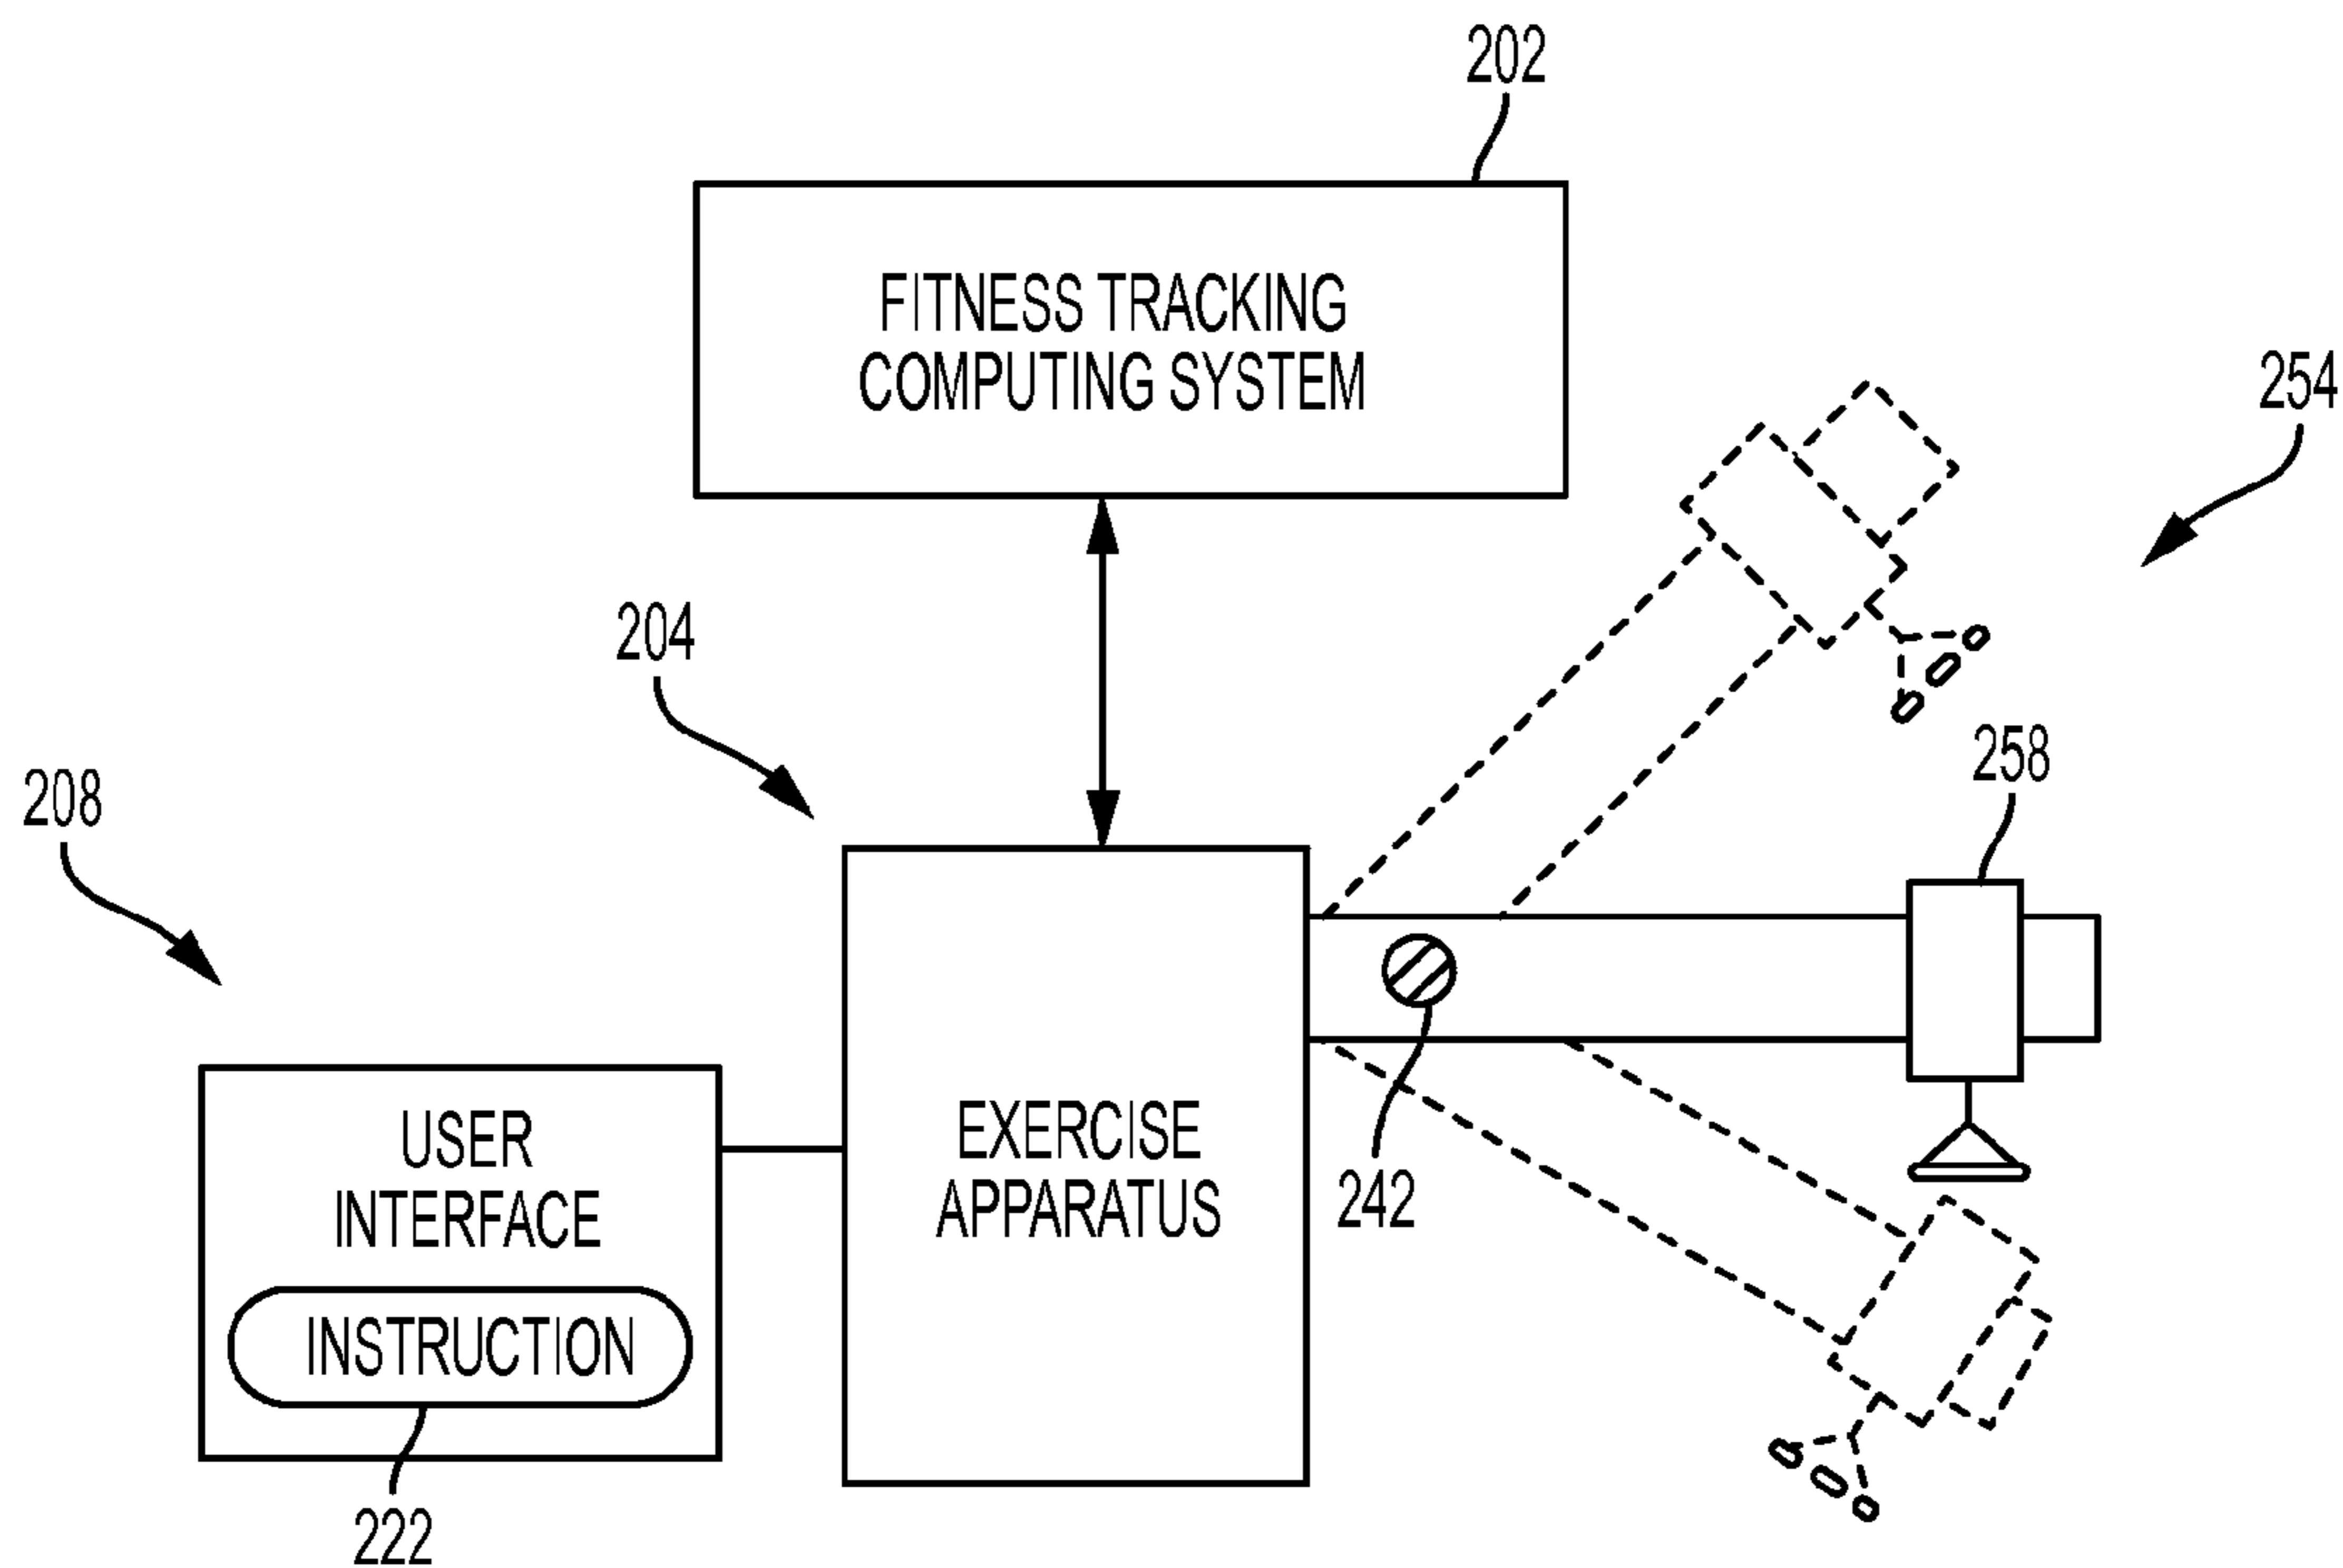 202
FITNESS TRACKING
COMPUTING SYSTEM
254
204
258
208
USER
INTERFACE
INSTRUCTION
EXERCISE
APPARATUS
242
222